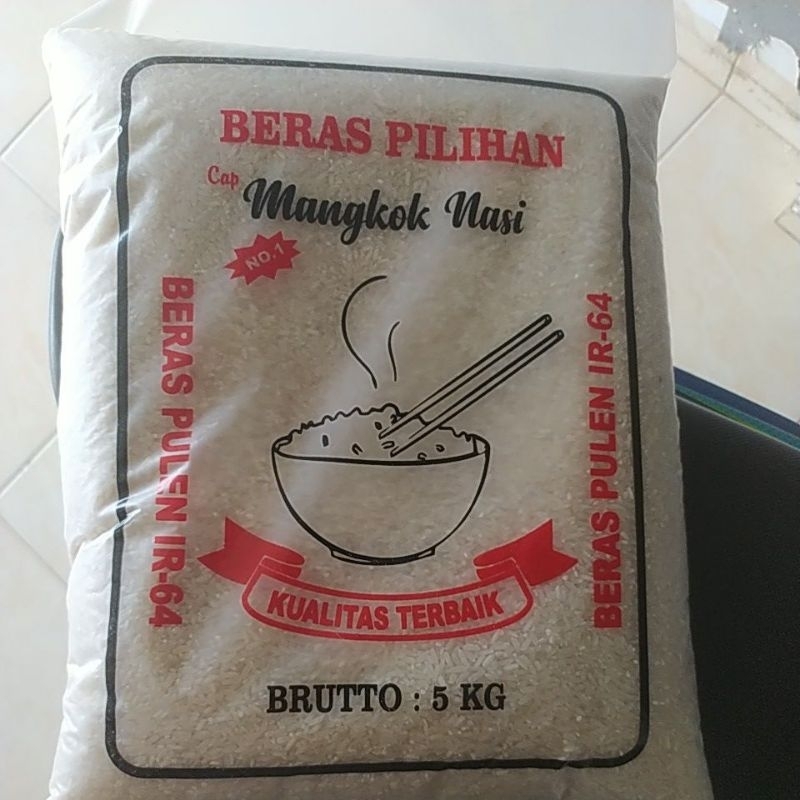 BERAS PILIHAN
Cap Mangkok Nasi
NO.1
BERAS PULEN IR-64
BERAS PULEN IR-64
KUALITAS TERBAIK
BRUTTO : 5 KG